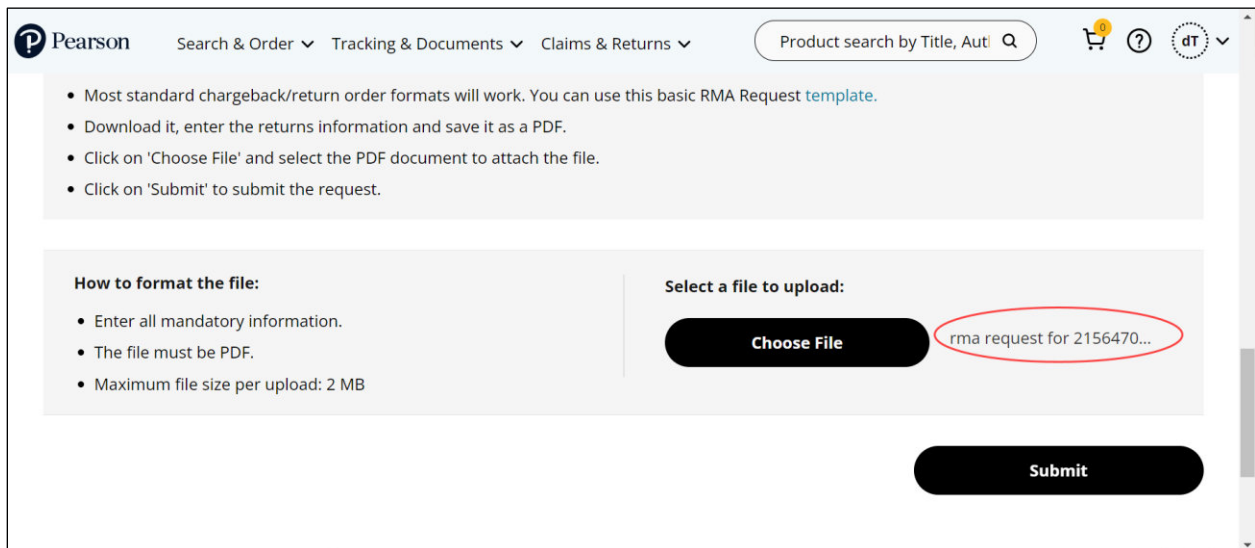 Pearson
Search & Order
Tracking & Documents
Claims & Returns
Product search by Title, Aut
0
dT
Most standard chargeback/return order formats will work. You can use this basic RMA Request template.
Download it, enter the returns information and save it as a PDF.
Click on 'Choose File' and select the PDF document to attach the file.
Click on 'Submit' to submit the request.
How to format the file:
Enter all mandatory information.
The file must be PDF.
Maximum file size per upload: 2 MB
Select a file to upload:
Choose File
rma request for 2156470...
Submit